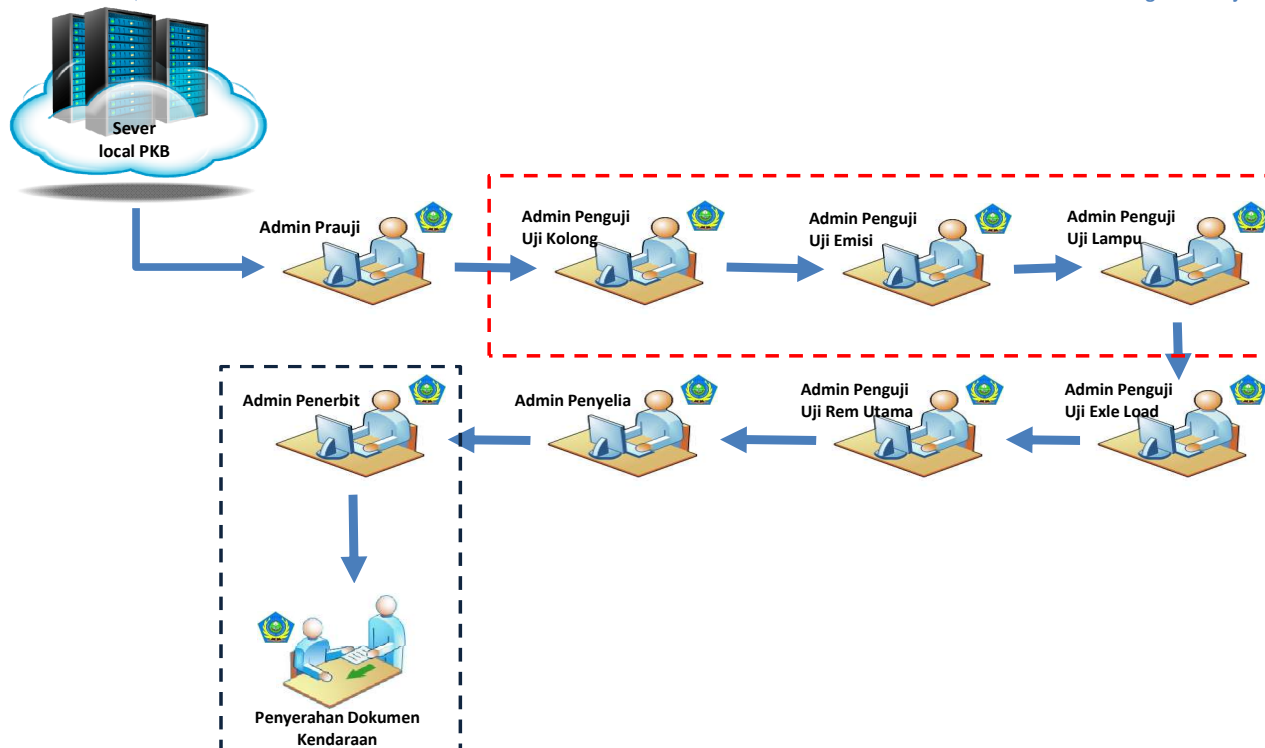 Sever
local PKB
Admin Prauji
Admin Penguji
Uji Kolong
Admin Penguji
Uji Emisi
Admin Penguji
Uji Lampu
Admin Penerbit
Admin Penyelia
Admin Penguji
Uji Rem Utama
Admin Penguji
Uji Exle Load
Penyerahan Dokumen
Kendaraan